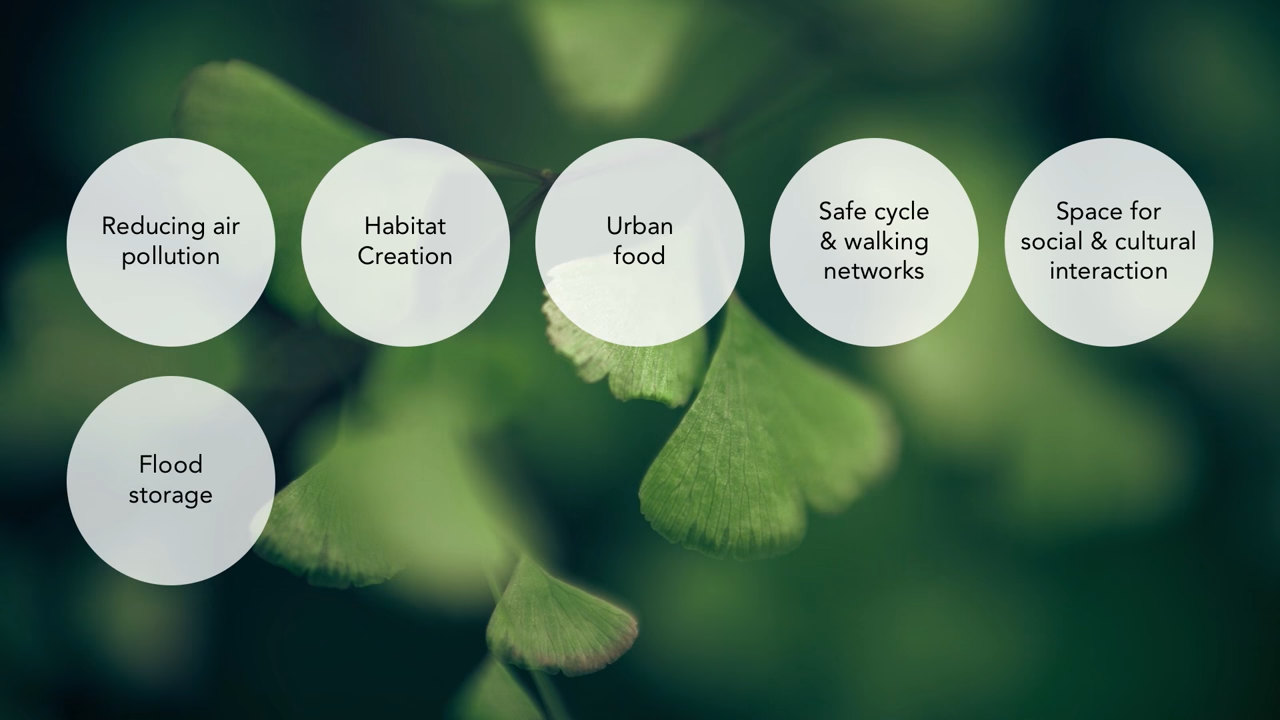 Reducing air
pollution
Habitat
Creation
Urban
food
Safe cycle
& walking
networks
Space for
social & cultural
interaction
Flood
storage